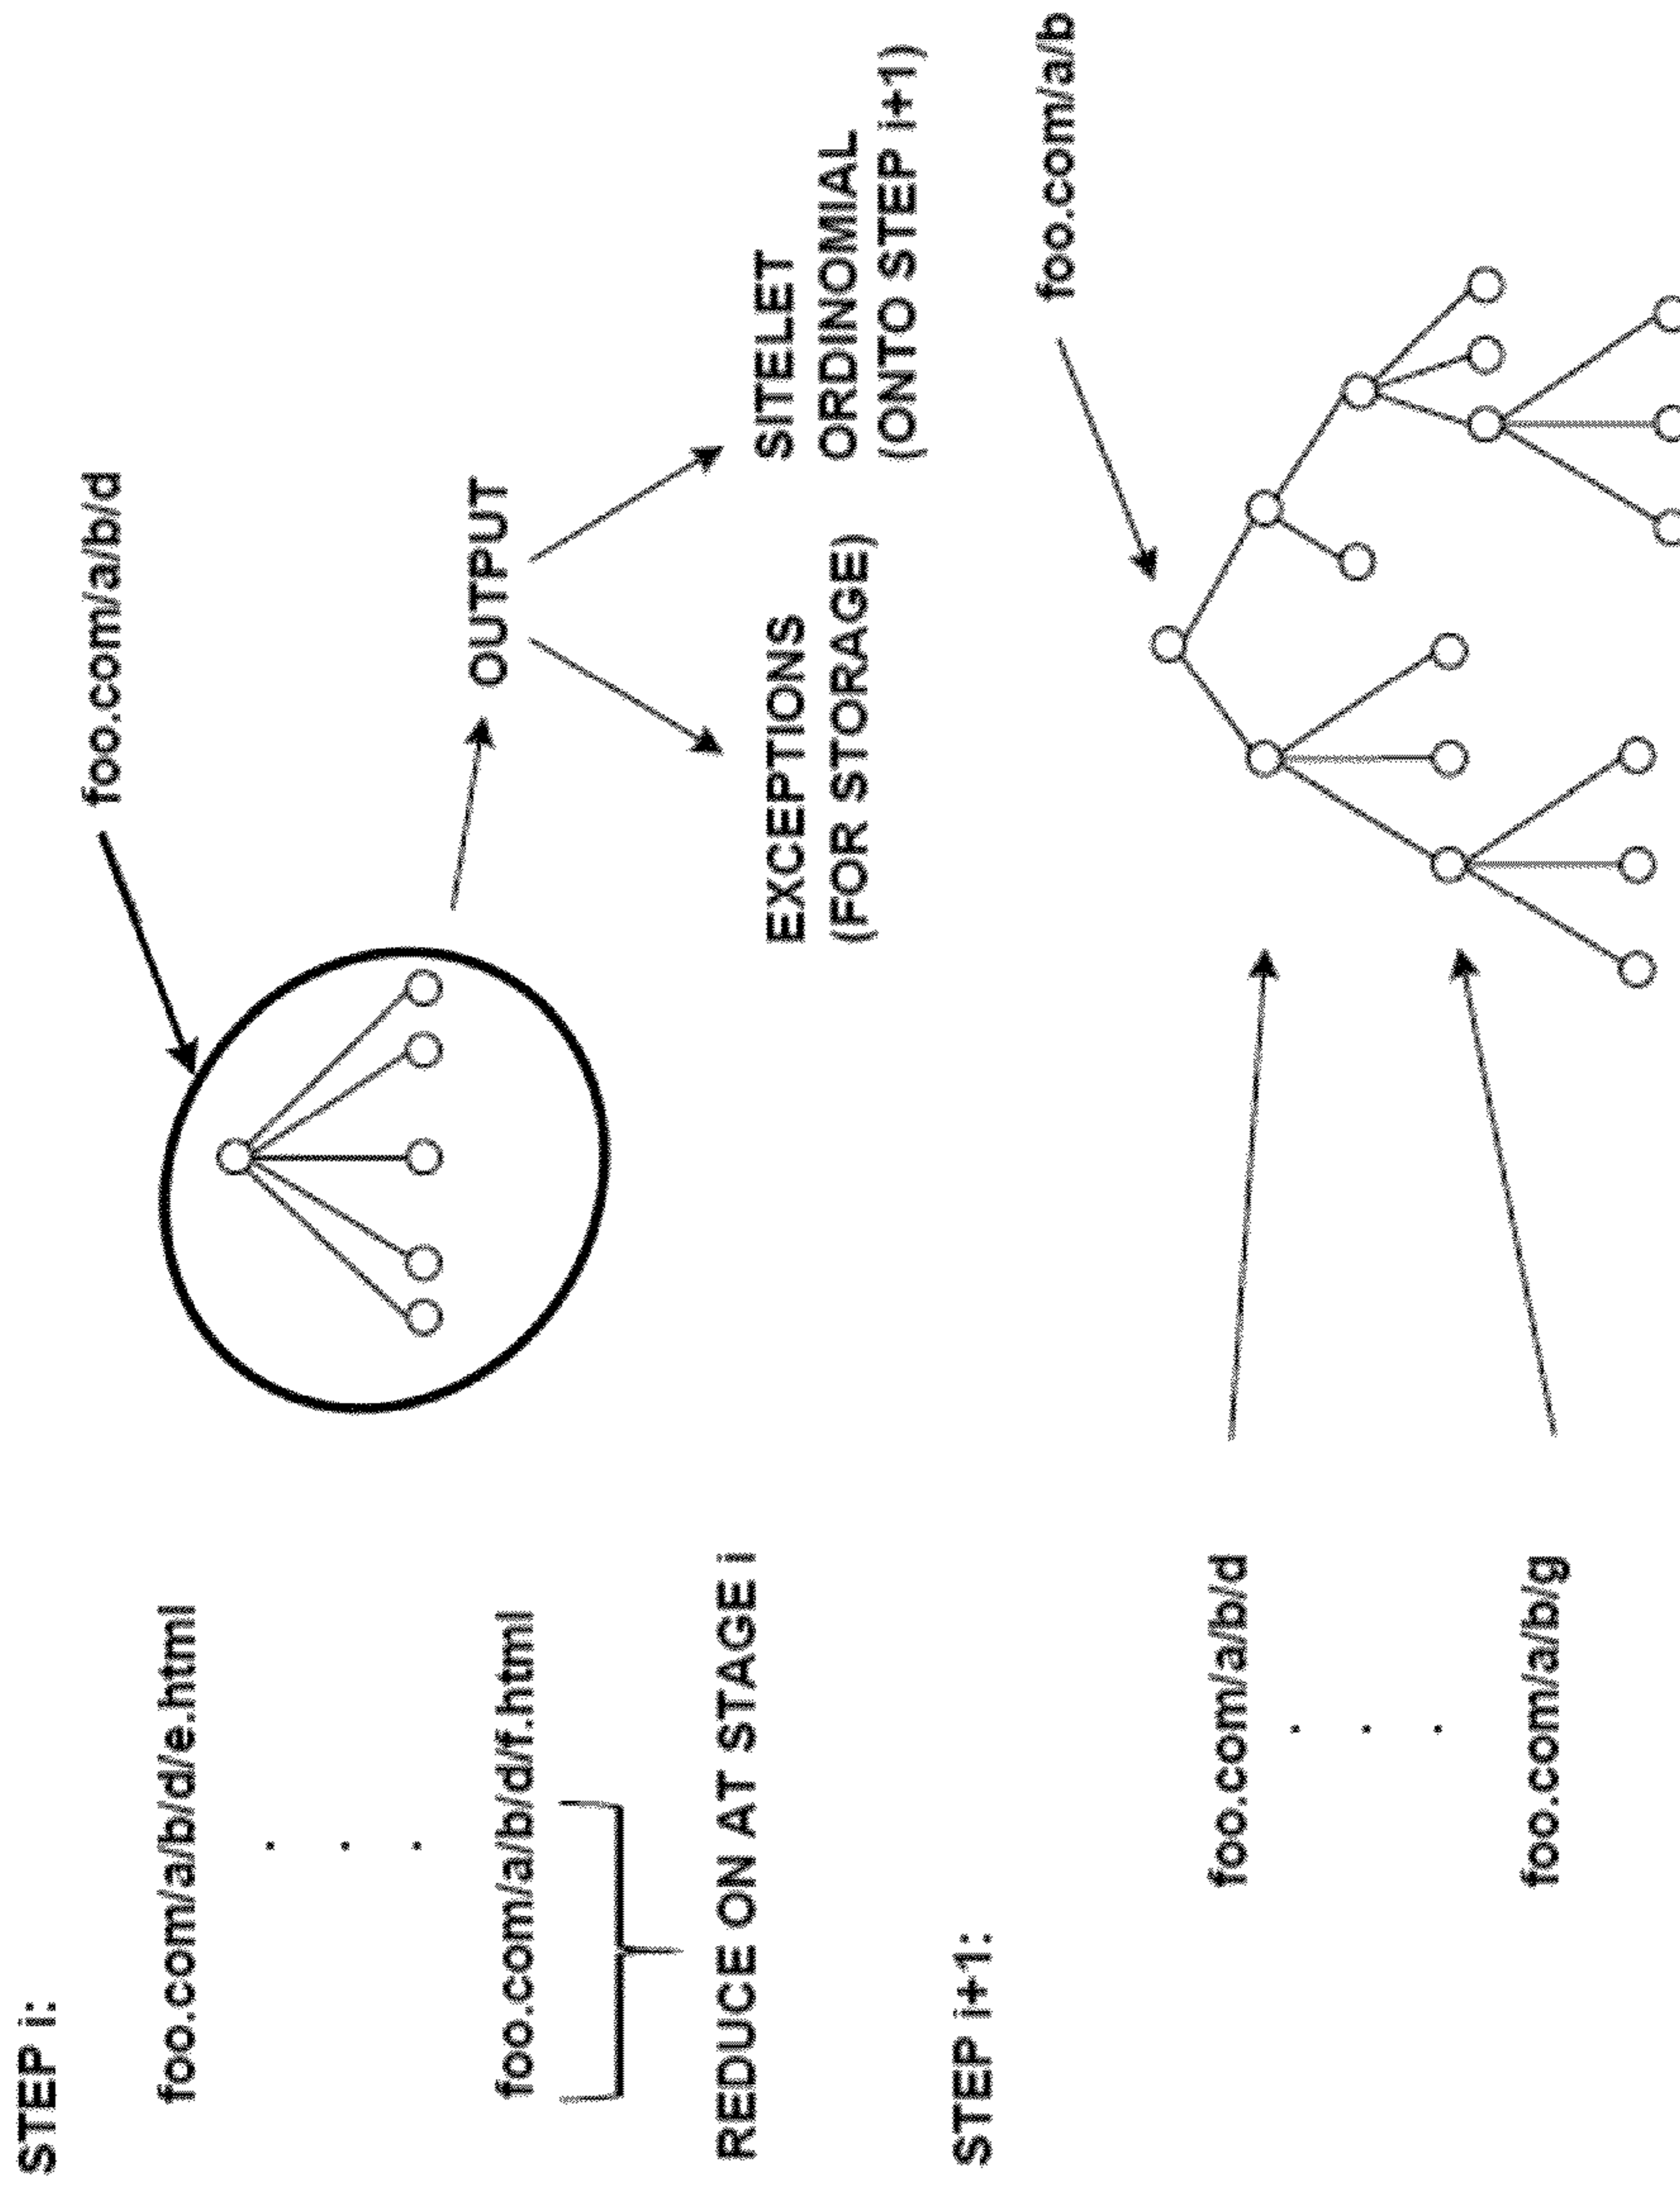 STEP i:
foo.com/a/b/d
foo.com/a/b/d/e.html
.
.
.
foo.com/a/b/d/f.html
REDUCE ON AT STAGE i
OUTPUT
EXCEPTIONS
(FOR STORAGE)
SITELET
ORDINOMIAL
(ONTO STEP i+1)
STEP i+1:
foo.com/a/b
foo.com/a/b/d
.
.
.
foo.com/a/b/g